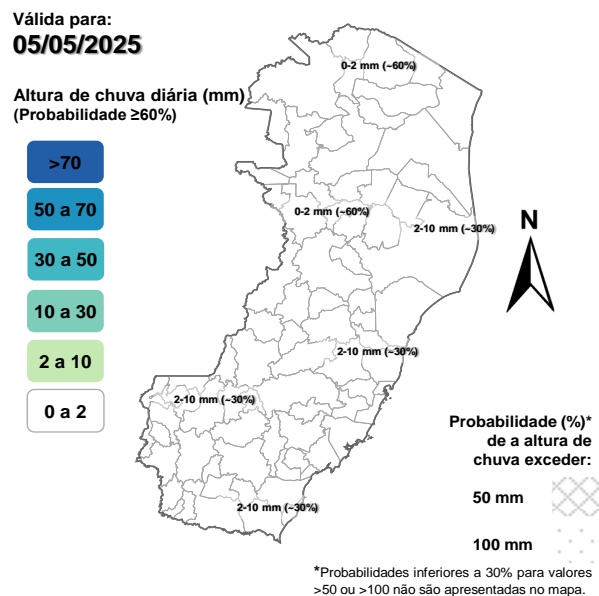 Válida para:
05/05/2025
Altura de chuva diária (mm)
(Probabilidade ≥60%)
>70
50 a 70
30 a 50
10 a 30
2 a 10
0 a 2
0-2 mm (~60%)
0-2 mm (~60%)
2-10 mm (~30%)
2-10 mm (~30%)
2-10 mm (~30%)
2-10 mm (~30%)
N
Probabilidade (%)*
de a altura de
chuva exceder:
50 mm
100 mm
*Probabilidades inferiores a 30% para valores
>50 ou >100 não são apresentadas no mapa.